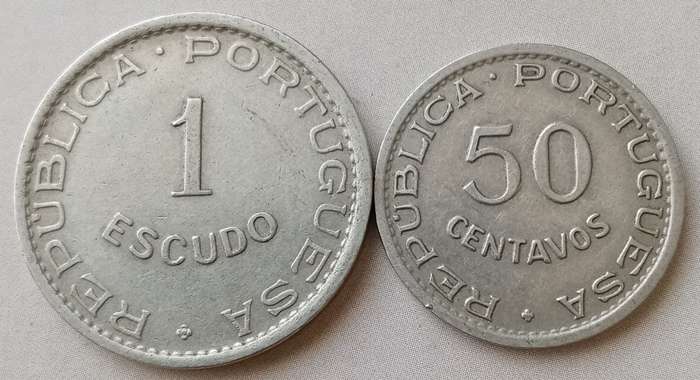 REPÚBLICA · PORTUGUESA
1
ESCUDO
REPÚBLICA · PORTUGUESA
50
CENTAVOS